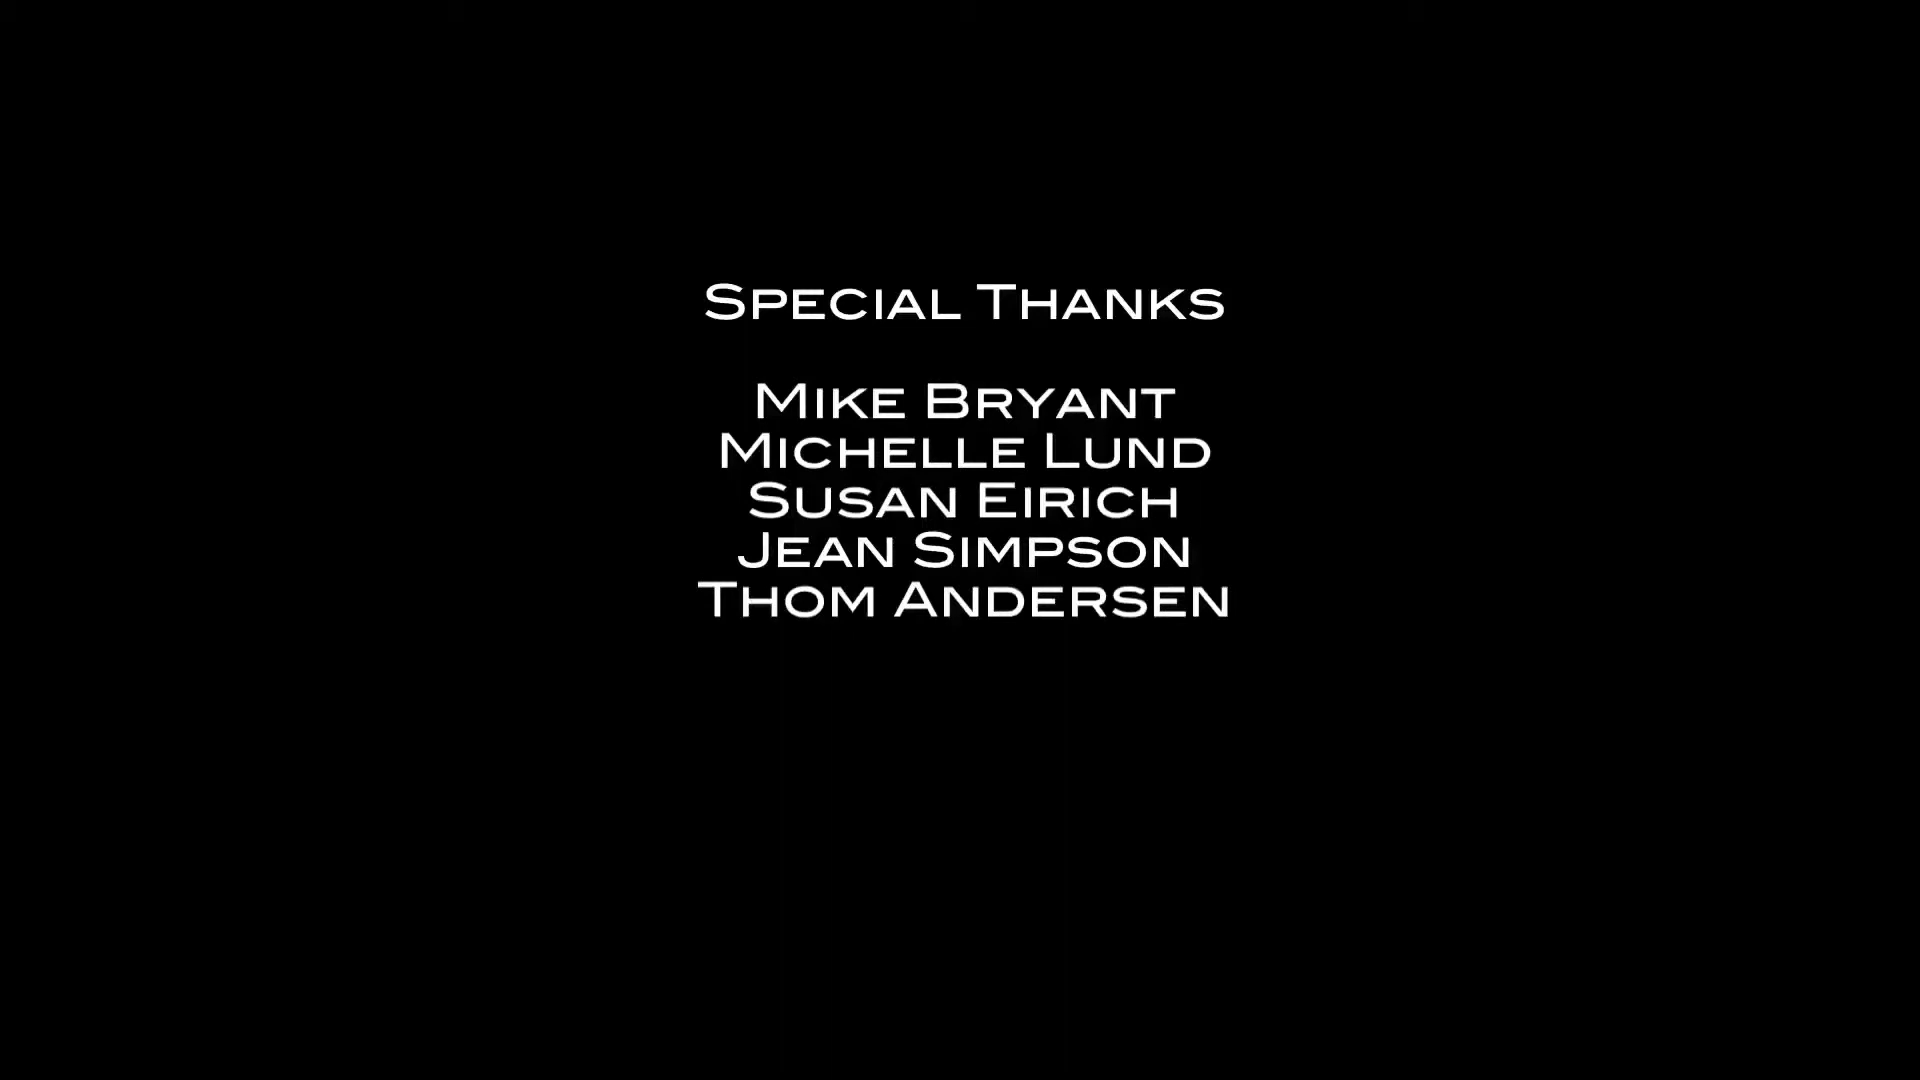 Special Thanks
Mike Bryant
Michelle Lund
Susan Eirich
Jean Simpson
Thom Andersen